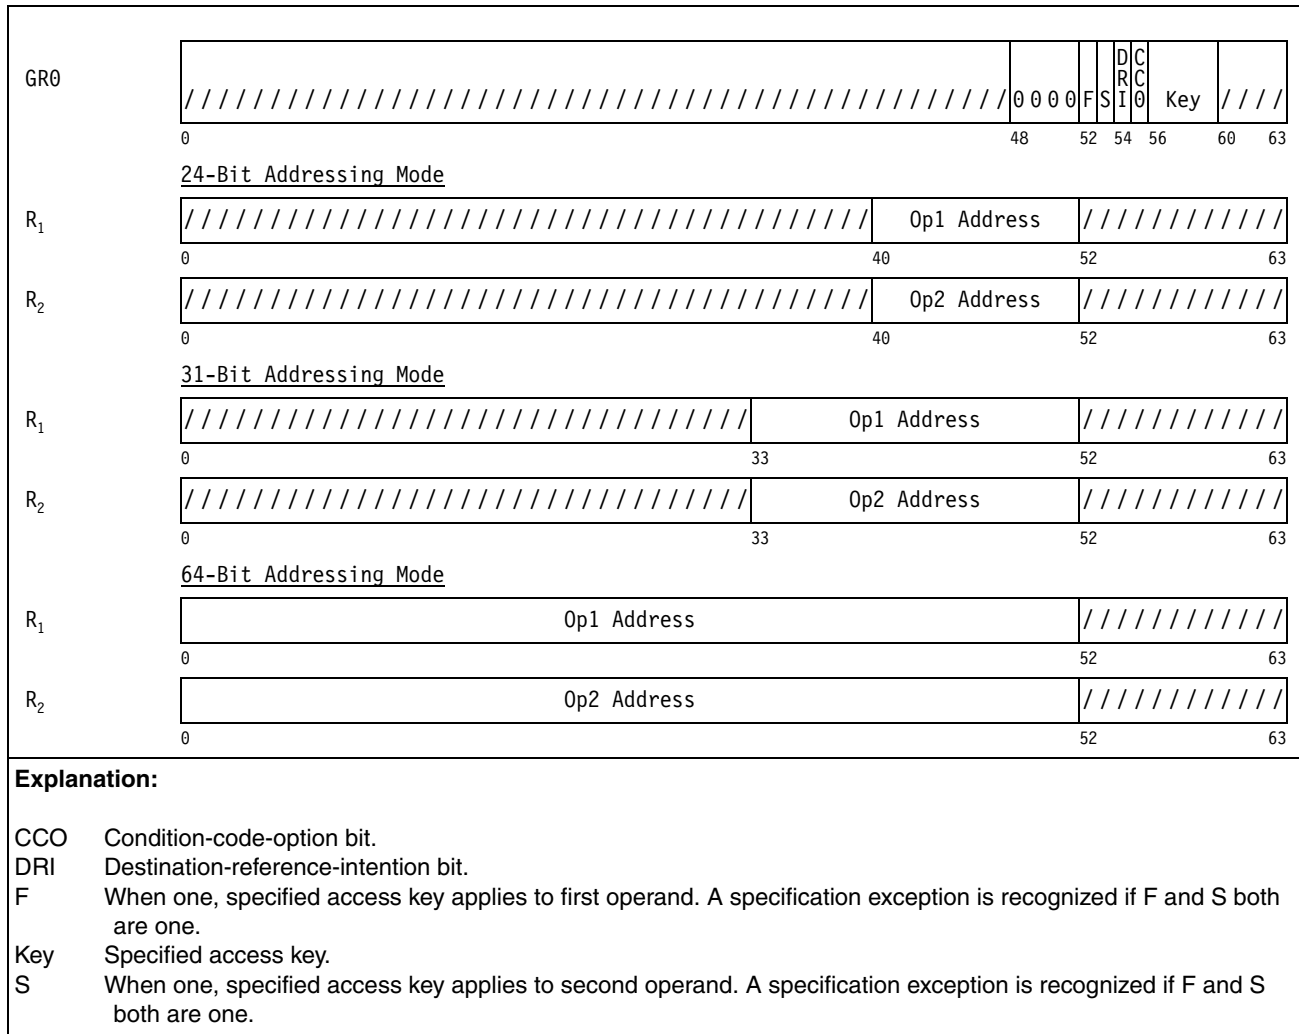 GR0
////////////////////////////////////////////////0000FSDRICCO Key ////
0 48 52 54 56 60 63
24-Bit Addressing Mode
R1 //////////////////////////////////////// Op1 Address ////////////
0 40 52 63
R2 //////////////////////////////////////// Op2 Address ////////////
0 40 52 63
31-Bit Addressing Mode
R1 ///////////////////////////////// Op1 Address ////////////
0 33 52 63
R2 ///////////////////////////////// Op2 Address ////////////
0 33 52 63
64-Bit Addressing Mode
R1 Op1 Address ////////////
0 52 63
R2 Op2 Address ////////////
0 52 63
Explanation:
CCO Condition-code-option bit.
DRI Destination-reference-intention bit.
F When one, specified access key applies to first operand. A specification exception is recognized if F and S both
are one.
Key Specified access key.
S When one, specified access key applies to second operand. A specification exception is recognized if F and S
both are one.